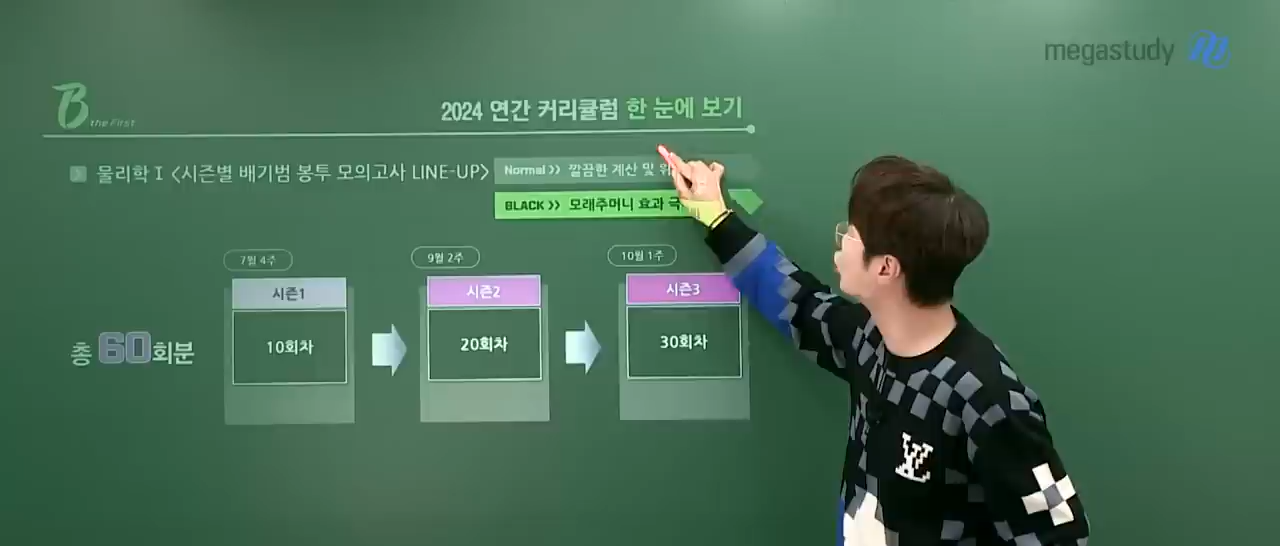 megastudy
B the First
2024 연간 커리큘럼 한 눈에 보기
물리학 I <시즌별 배기범 봉투 모의고사 LINE-UP>
Normal >> 깔끔한 계산 및
BLACK >> 모래주머니 효과
7월 4주
9월 2주
10월 1주
시즌1
시즌2
시즌3
총 60회분
10회차
20회차
30회차